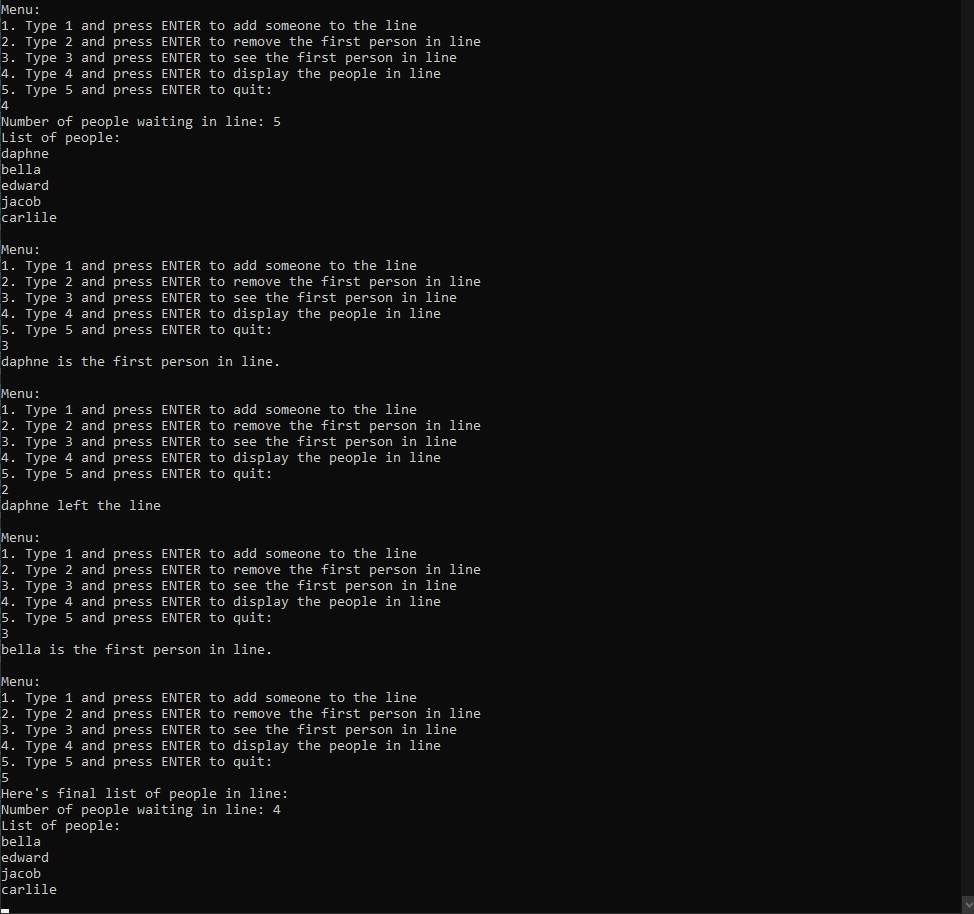 Menu:
1. Type 1 and press ENTER to add someone to the line
2. Type 2 and press ENTER to remove the first person in line
3. Type 3 and press ENTER to see the first person in line
4. Type 4 and press ENTER to display the people in line
5. Type 5 and press ENTER to quit:
4
Number of people waiting in line: 5
List of people:
daphne
bella
edward
jacob
carlile

Menu:
1. Type 1 and press ENTER to add someone to the line
2. Type 2 and press ENTER to remove the first person in line
3. Type 3 and press ENTER to see the first person in line
4. Type 4 and press ENTER to display the people in line
5. Type 5 and press ENTER to quit:
3
daphne is the first person in line.

Menu:
1. Type 1 and press ENTER to add someone to the line
2. Type 2 and press ENTER to remove the first person in line
3. Type 3 and press ENTER to see the first person in line
4. Type 4 and press ENTER to display the people in line
5. Type 5 and press ENTER to quit:
2
daphne left the line

Menu:
1. Type 1 and press ENTER to add someone to the line
2. Type 2 and press ENTER to remove the first person in line
3. Type 3 and press ENTER to see the first person in line
4. Type 4 and press ENTER to display the people in line
5. Type 5 and press ENTER to quit:
3
bella is the first person in line.

Menu:
1. Type 1 and press ENTER to add someone to the line
2. Type 2 and press ENTER to remove the first person in line
3. Type 3 and press ENTER to see the first person in line
4. Type 4 and press ENTER to display the people in line
5. Type 5 and press ENTER to quit:
5
Here's final list of people in line:
Number of people waiting in line: 4
List of people:
bella
edward
jacob
carlile